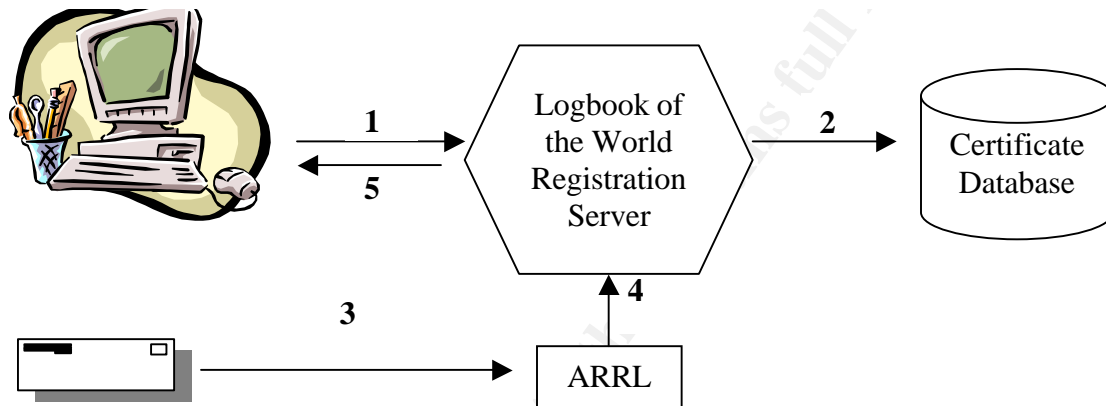 1
5
Logbook of
the World
Registration
Server
2
Certificate
Database
3
4
ARRL